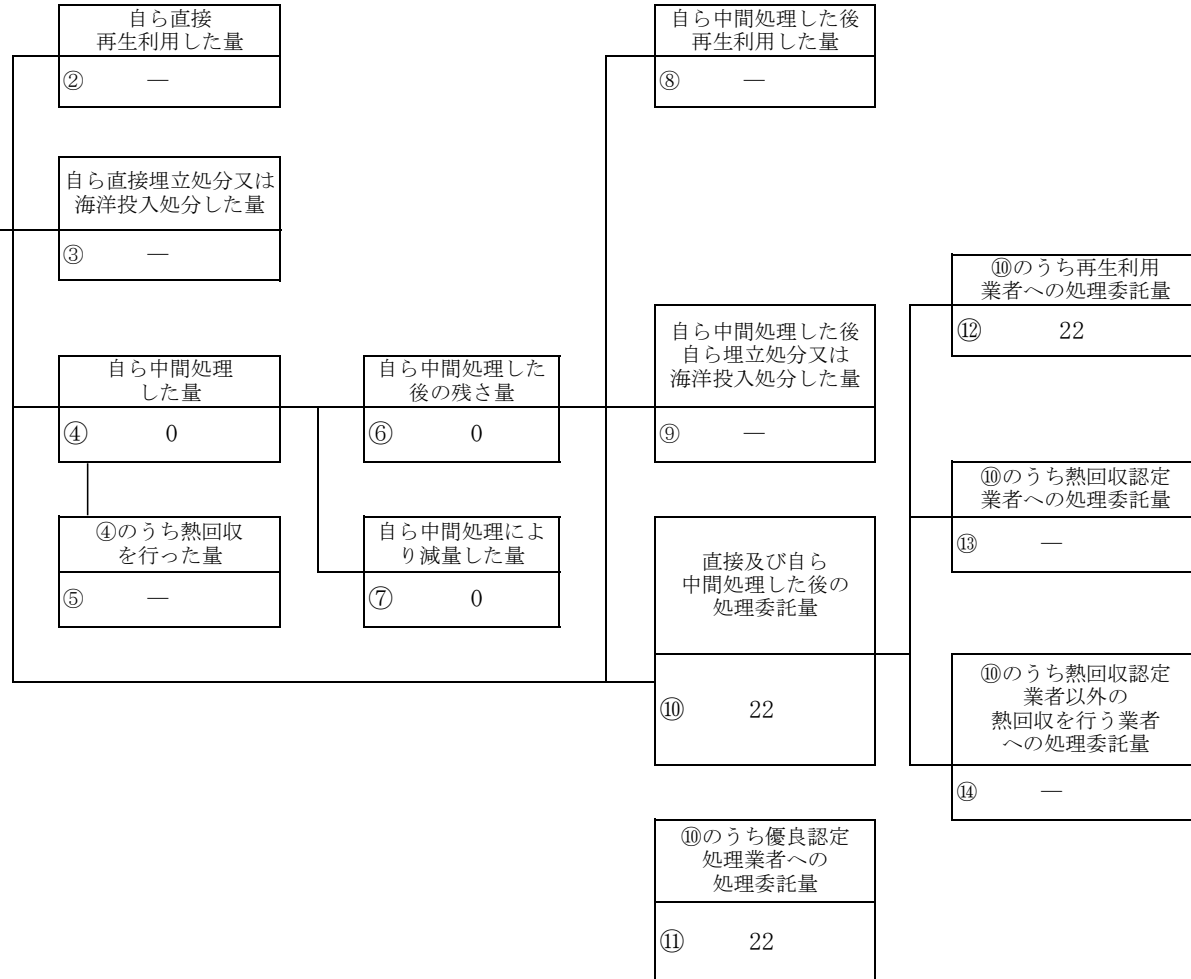 自ら直接
再生利用した量
② —
自ら直接埋立処分又は
海洋投入処分した量
③ —
自ら中間処理
した量
④ 0
④のうち熱回収
を行った量
⑤ —
自ら中間処理した
後の残さ量
⑥ 0
自ら中間処理によ
り減量した量
⑦ 0
自ら中間処理した後
再生利用した量
⑧ —
自ら中間処理した後
自ら埋立処分又は
海洋投入処分した量
⑨ —
直接及び自ら
中間処理した後の
処理委託量
⑩ 22
⑩のうち優良認定
処理業者への
処理委託量
⑪ 22
⑩のうち再生利用
業者への処理委託量
⑫ 22
⑩のうち熱回収認定
業者への処理委託量
⑬ —
⑩のうち熱回収認定
業者以外の
熱回収を行う業者
への処理委託量
⑭ —